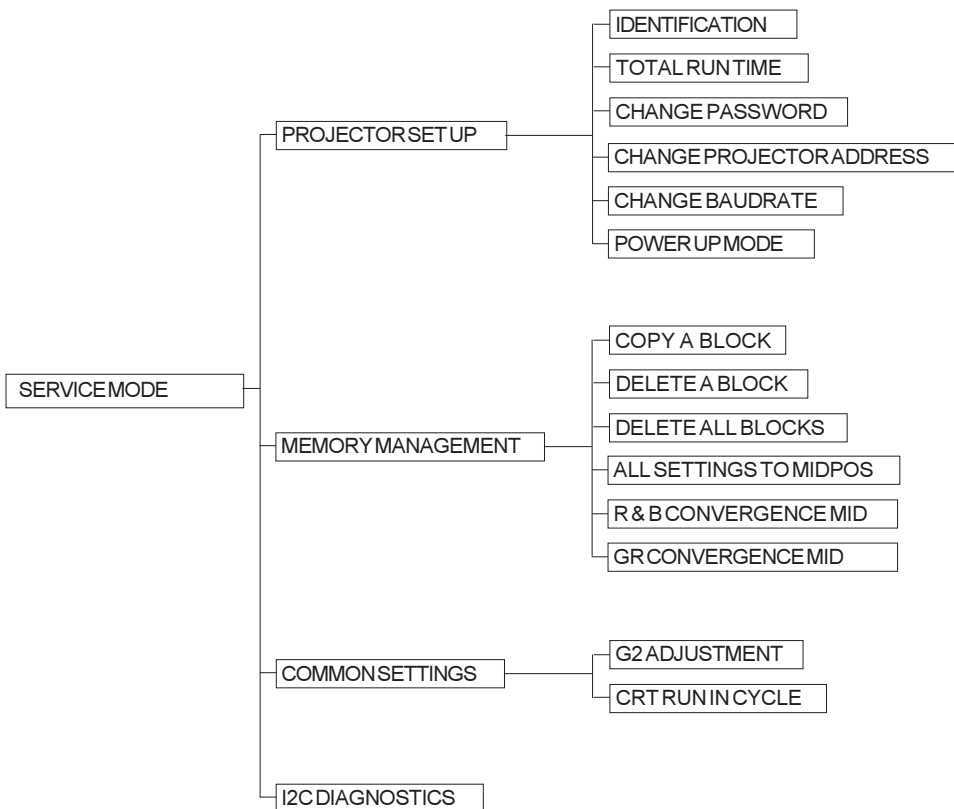 SERVICE MODE
PROJECTOR SET UP
IDENTIFICATION
TOTAL RUN TIME
CHANGE PASSWORD
CHANGE PROJECTOR ADDRESS
CHANGE BAUDRATE
POWER UP MODE
MEMORY MANAGEMENT
COPY A BLOCK
DELETE A BLOCK
DELETE ALL BLOCKS
ALL SETTINGS TO MIDPOS
R & B CONVERGENCE MID
GR CONVERGENCE MID
COMMON SETTINGS
G2 ADJUSTMENT
CRT RUN IN CYCLE
I2C DIAGNOSTICS